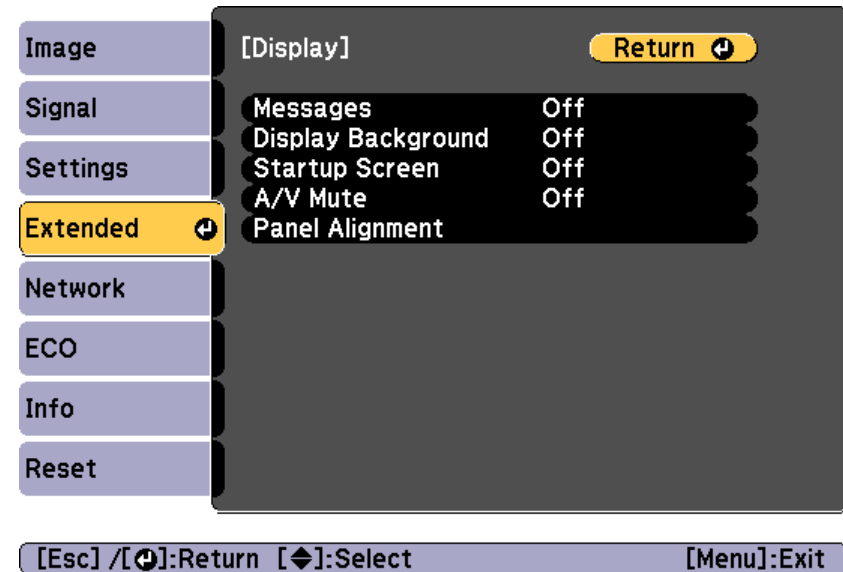 Image
Signal
Settings
Extended
Network
ECO
Info
Reset
[Display]
Return
Messages Off
Display Background Off
Startup Screen Off
A/V Mute Off
Panel Alignment
[Esc] /[⏎]:Return [◆]:Select [Menu]:Exit